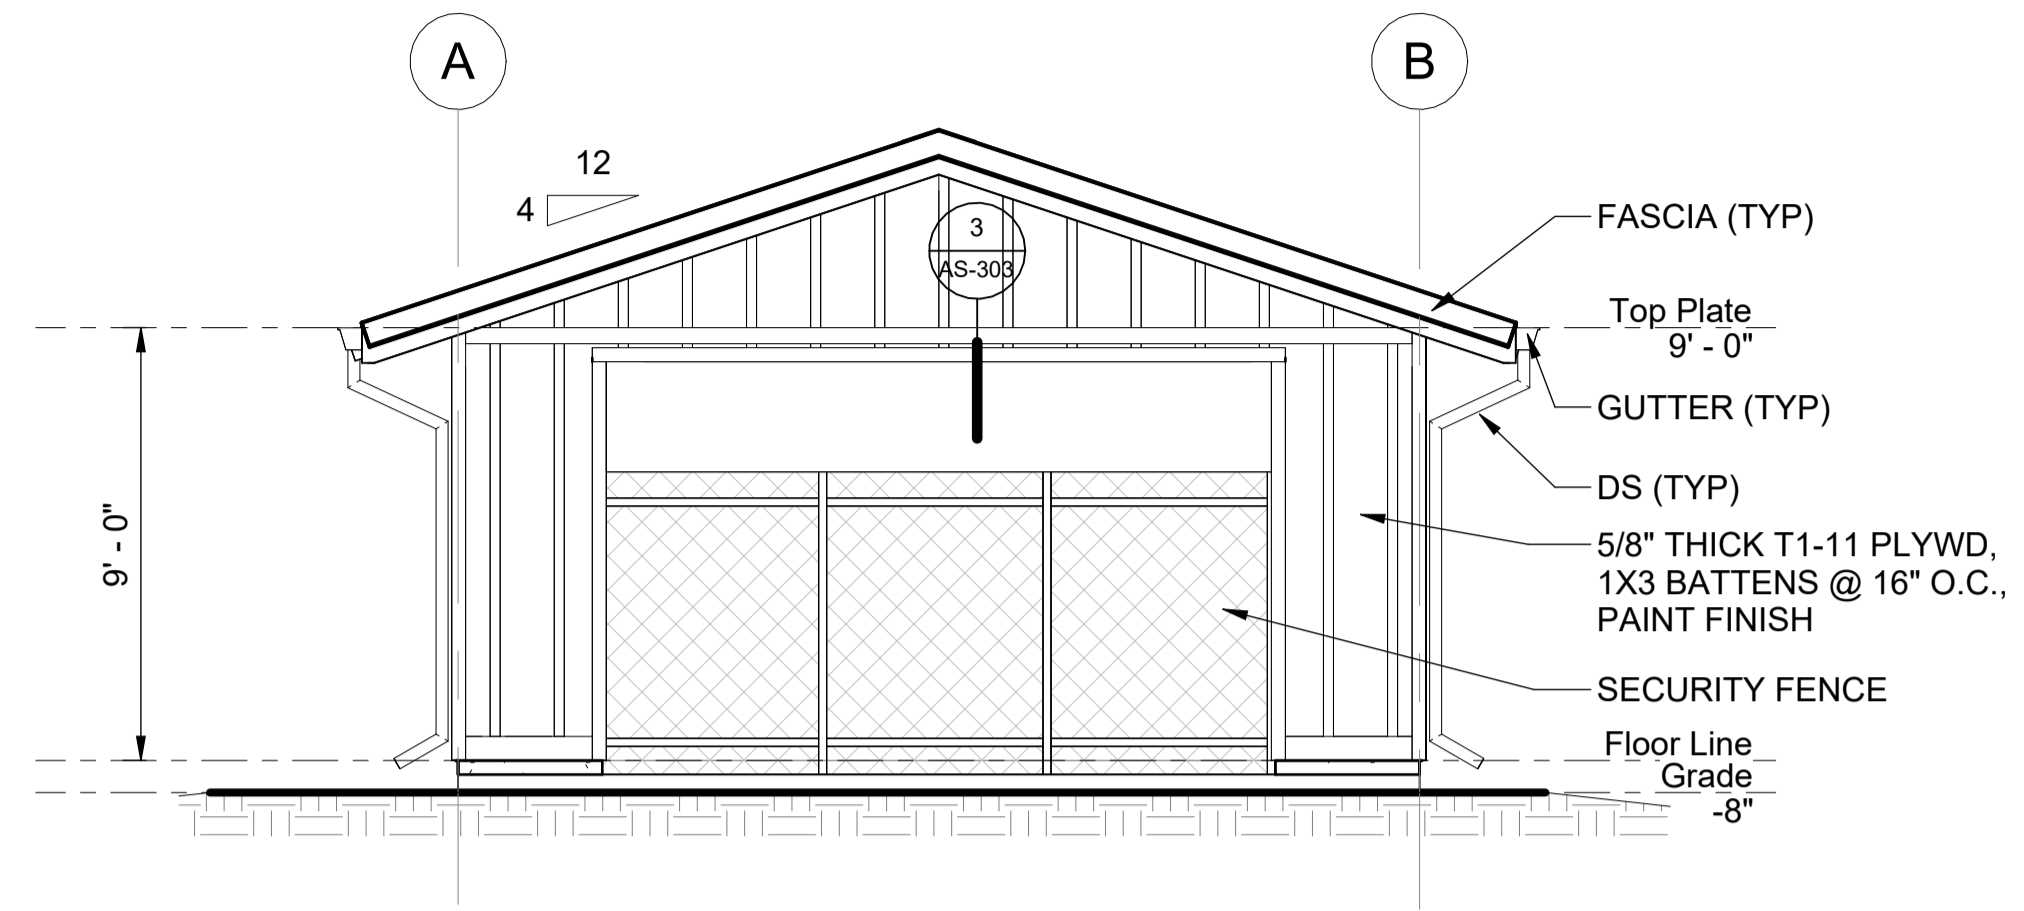 A
B
12
4
3
AS-303
FASCIA (TYP)
Top Plate
9' - 0"
GUTTER (TYP)
DS (TYP)
9' - 0"
5/8" THICK T1-11 PLYWD,
1X3 BATTENS @ 16" O.C.,
PAINT FINISH
SECURITY FENCE
Floor Line
Grade
-8"